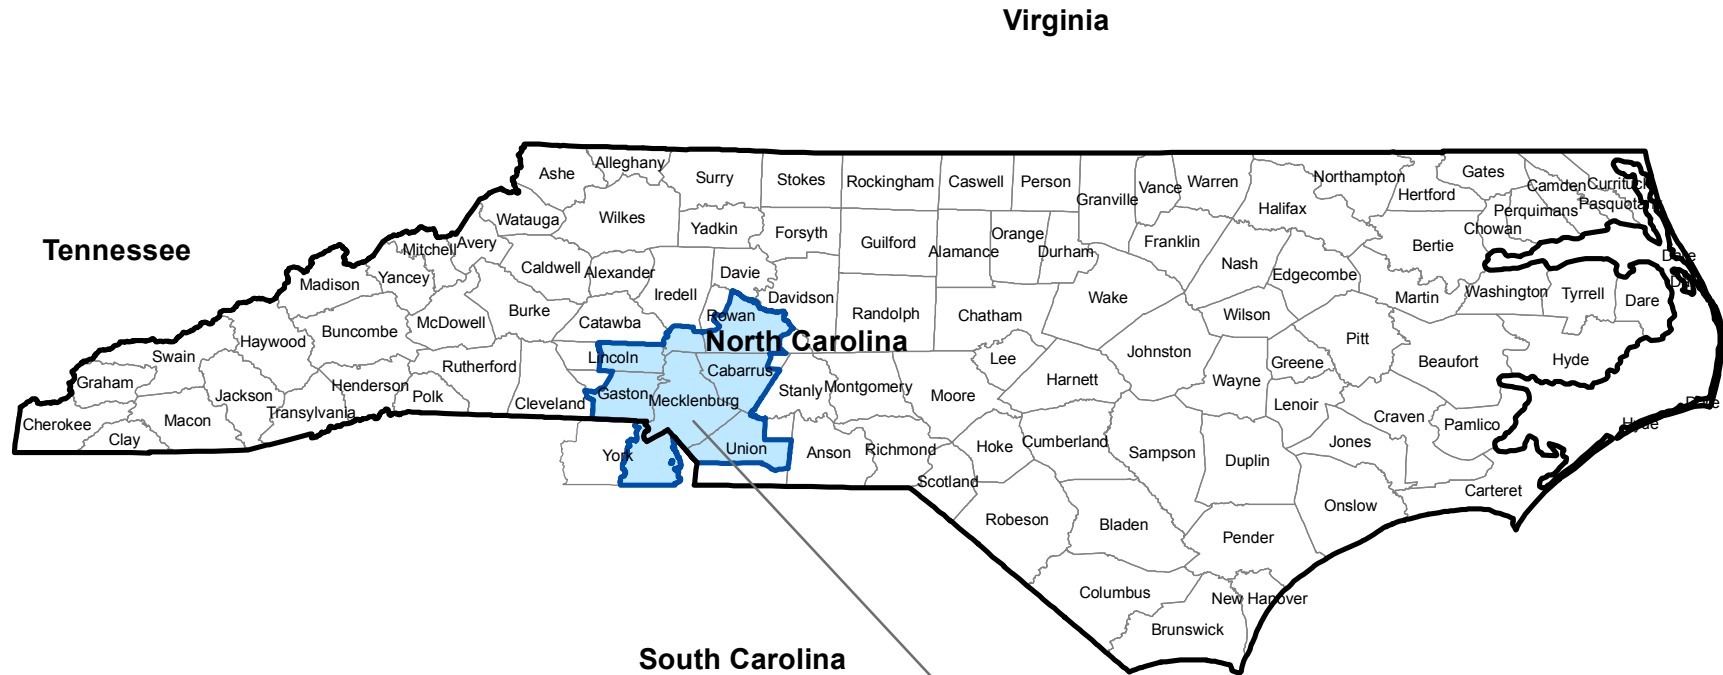 Virginia
Alleghany
Ashe
Surry
Stokes
Rockingham
Caswell
Person
Vance
Warren
Northampton
Gates
Camden
Currituck
Granville
Hertford
Halifax
Perquimans
Pasquotank
Watauga
Wilkes
Yadkin
Forsyth
Guilford
Alamance
Orange
Durham
Franklin
Chowan
Bertie
Tennessee
Mitchell
Avery
Caldwell
Alexander
Davie
Nash
Edgecombe
Dare
Madison
Yancey
Iredell
Davidson
Wake
Martin
Washington
Tyrrell
Dare
Dare
Buncombe
McDowell
Burke
Catawba
Rowan
Randolph
Chatham
Wilson
Pitt
Haywood
North Carolina
Swain
Lincoln
Lee
Johnston
Greene
Beaufort
Hyde
Graham
Rutherford
Cabarrus
Jackson
Henderson
Polk
Gaston
Mecklenburg
Stanly
Montgomery
Moore
Harnett
Wayne
Lenoir
Cleveland
Dare
Cherokee
Clay
Macon
Transylvania
Craven
Pamlico
Hyde
York
Union
Anson
Richmond
Hoke
Cumberland
Sampson
Duplin
Jones
Scotland
Carteret
Robeson
Bladen
Onslow
Pender
Columbus
New Hanover
Brunswick
South Carolina